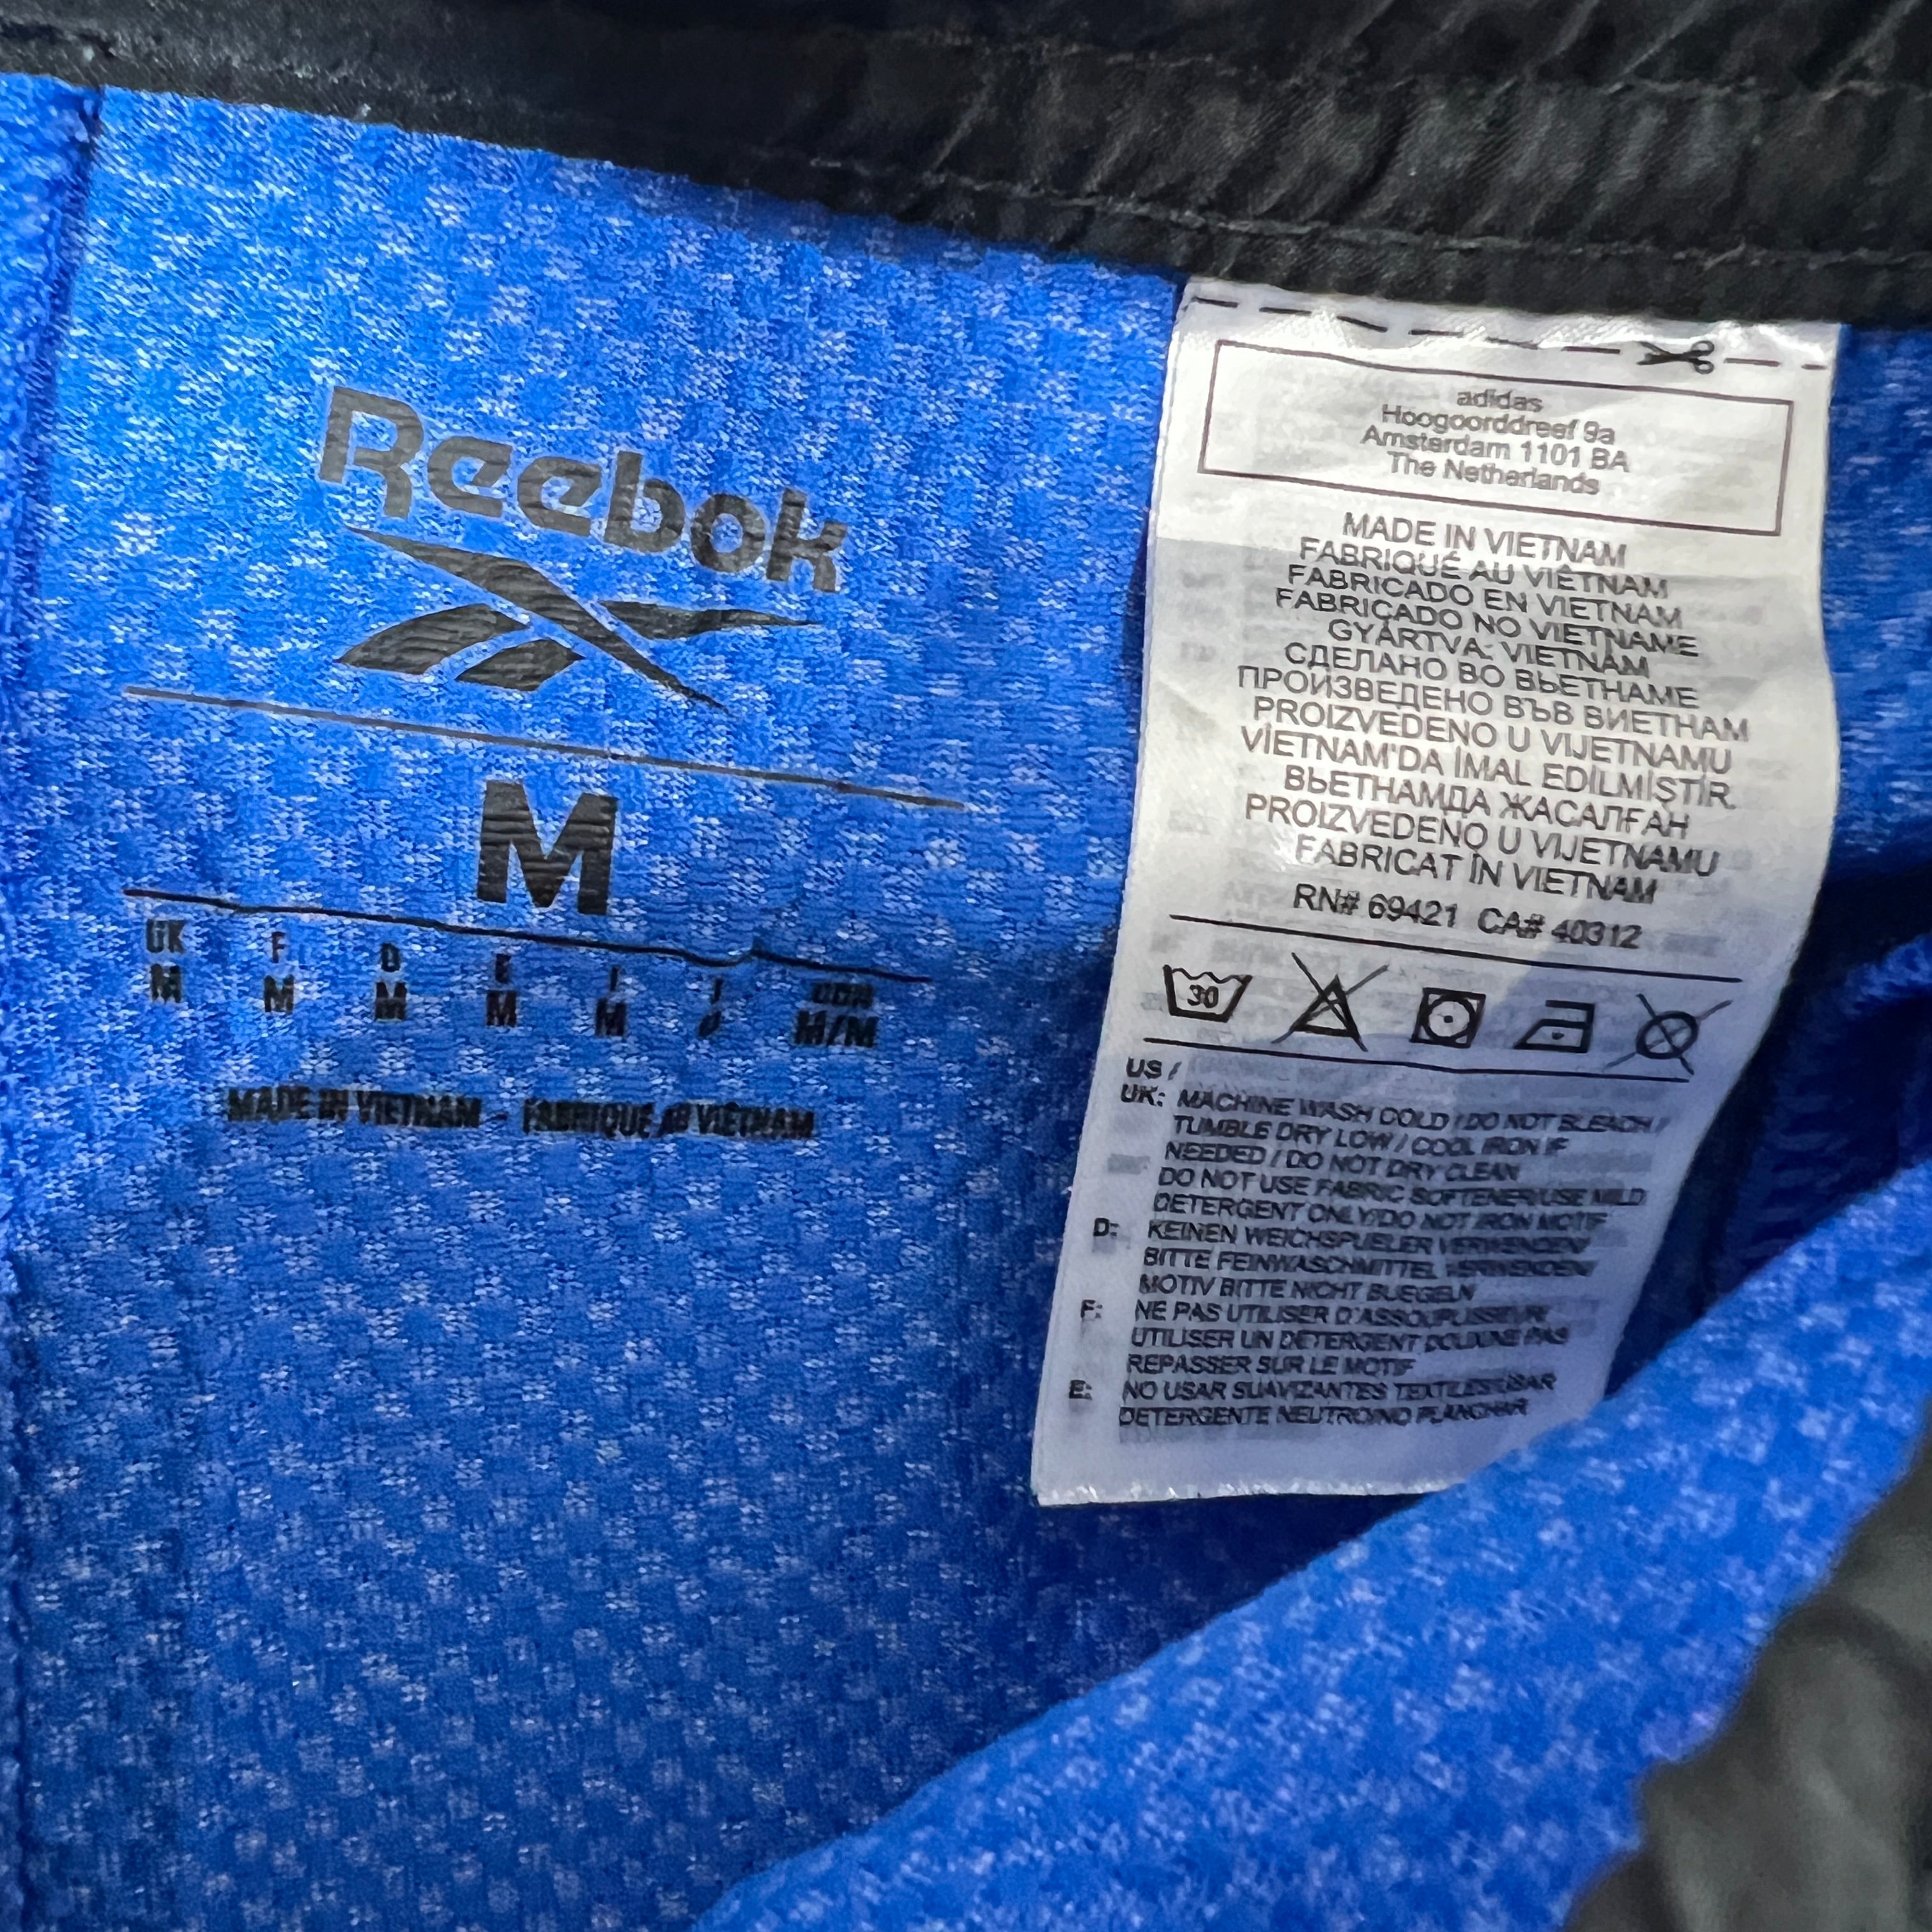 Reebok
M
UK F D E I J
M M M M M M/M
MADE IN VIETNAM - FABRIQUÉ AU VIÊTNAM
adidas
Hoogoorddreef 9a
Amsterdam 1101 BA
The Netherlands
MADE IN VIETNAM
FABRIQUÉ AU VIÊTNAM
FABRICADO EN VIETNAM
FABRICADO NO VIETNAME
GYÁRTVA: VIETNÁM
СДЕЛАНО ВО ВЬЕТНАМЕ
ПРОИЗВЕДЕНО ВЪВ ВИЕТНАМ
PROIZVEDENO U VIJETNAMU
VİETNAM'DA İMAL EDİLMİŞTİR.
ВЬЕТНАМДА ЖАСАЛҒАН
PROIZVEDENO U VIJETNAMU
FABRICAT ÎN VIETNAM
RN# 69421 CA# 40312
30
US /
UK: MACHINE WASH COLD / DO NOT BLEACH /
TUMBLE DRY LOW / COOL IRON IF
NEEDED / DO NOT DRY CLEAN
DO NOT USE FABRIC SOFTENER/USE MILD
DETERGENT ONLY/DO NOT IRON MOTIF
D: KEINEN WEICHSPUELER VERWENDEN/
BITTE FEINWASCHMITTEL VERWENDEN/
MOTIV BITTE NICHT BUEGELN
F: NE PAS UTILISER D'ASSOUPLISSEUR/
UTILISER UN DETERGENT DOUX/NE PAS
REPASSER SUR LE MOTIF
E: NO USAR SUAVIZANTES TEXTILES/USAR
DETERGENTE NEUTRO/NO PLANCHAR